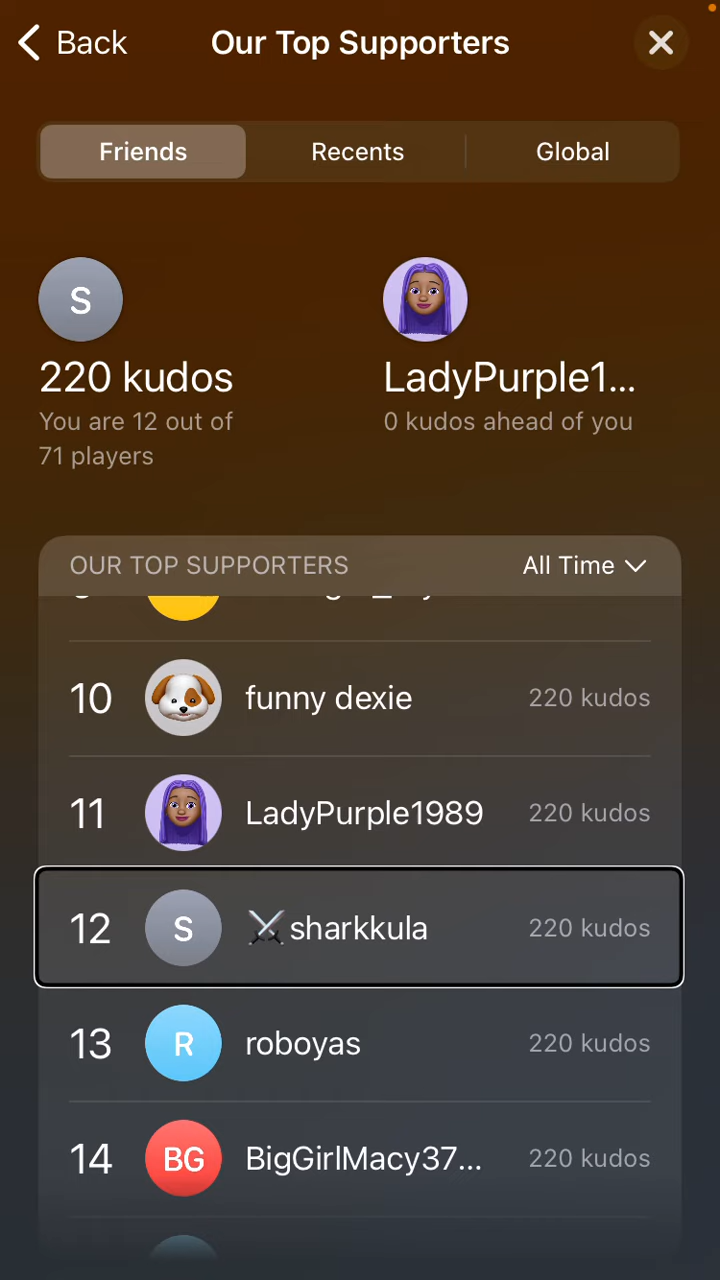 Back
Our Top Supporters
Friends
Recents
Global
S
220 kudos
You are 12 out of
71 players
LadyPurple1...
0 kudos ahead of you
OUR TOP SUPPORTERS
All Time
10 funny dexie 220 kudos
11 LadyPurple1989 220 kudos
12 S ⚔️sharkkula 220 kudos
13 R roboyas 220 kudos
14 BG BigGirlMacy37... 220 kudos